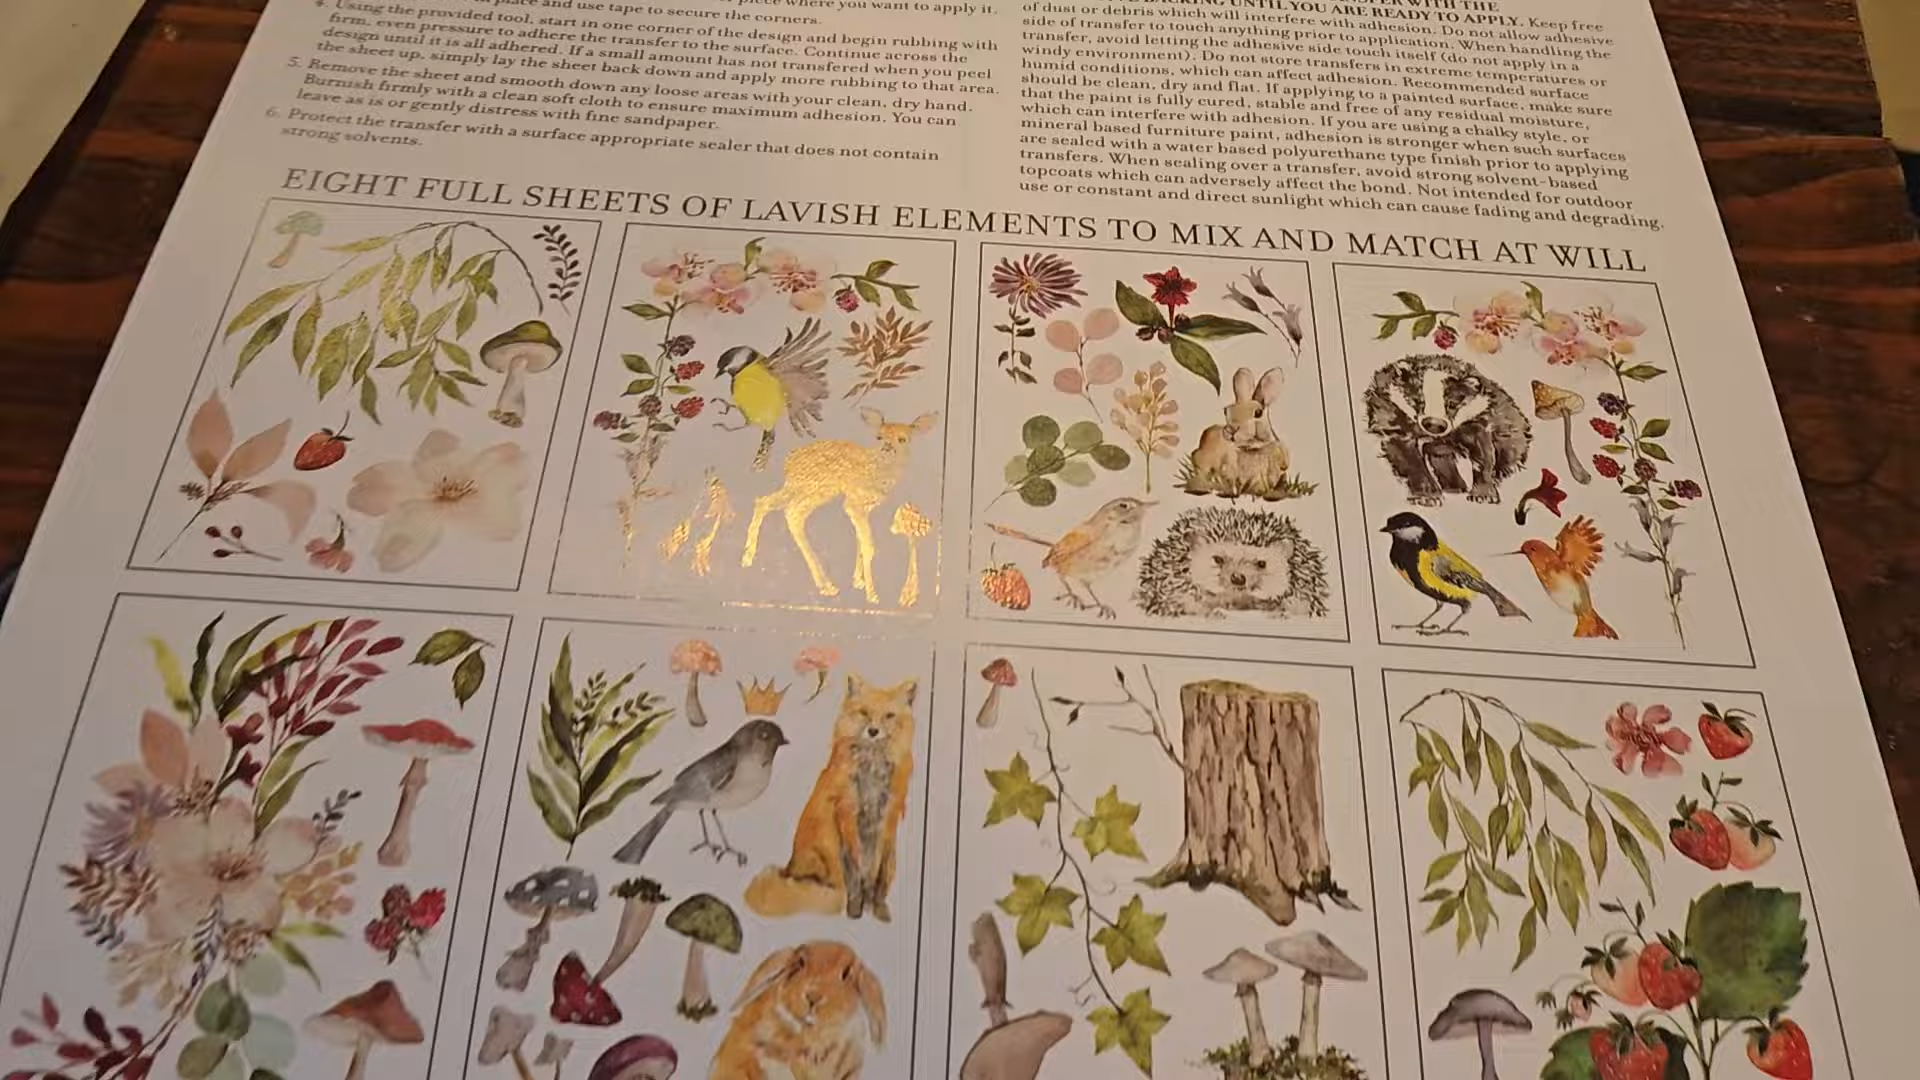 place and use tape to secure the corners.
where you want to apply it,
4. Using the provided tool, start in one corner of the design and begin rubbing with
firm, even pressure to adhere the transfer to the surface. Continue across the
design until it is all adhered. If a small amount has not transfered when you peel
the sheet up, simply lay the sheet back down and apply more rubbing to that area.
5. Remove the sheet and smooth down any loose areas with your clean, dry hand.
Burnish firmly with a clean soft cloth to ensure maximum adhesion. You can
leave as is or gently distress with fine sandpaper.
6. Protect the transfer with a surface appropriate sealer that does not contain
strong solvents.
BACKING UNTIL YOU ARE READY TO APPLY. Keep free
of dust or debris which will interfere with adhesion. Do not allow adhesive
side of transfer to touch anything prior to application. When handling the
transfer, avoid letting the adhesive side touch itself (do not apply in a
windy environment). Do not store transfers in extreme temperatures or
humid conditions, which can affect adhesion. Recommended surface
should be clean, dry and flat. If applying to a painted surface, make sure
that the paint is fully cured, stable and free of any residual moisture,
which can interfere with adhesion. If you are using a chalky style, or
mineral based furniture paint, adhesion is stronger when such surfaces
are sealed with a water based polyurethane type finish prior to applying
transfers. When sealing over a transfer, avoid strong solvent-based
topcoats which can adversely affect the bond. Not intended for outdoor
use or constant and direct sunlight which can cause fading and degrading.
EIGHT FULL SHEETS OF LAVISH ELEMENTS TO MIX AND MATCH AT WILL